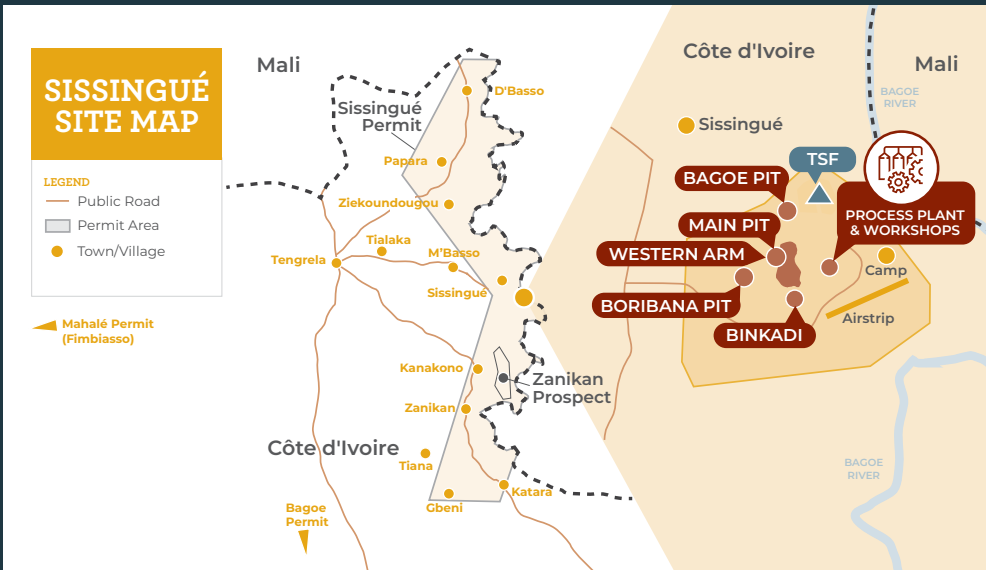 SISSINGUÉ
SITE MAP
LEGEND
Public Road
Permit Area
Town/Village
Mahalé Permit
(Fimbiasso)
Mali
Sissingué
Permit
D'Basso
Papara
Ziekoundougou
Tialaka
M'Basso
Tengrela
Sissingué
Kanakono
Zanikan
Prospect
Zanikan
Côte d'Ivoire
Tiana
Gbeni
Katara
Bagoe
Permit
Côte d'Ivoire
Mali
BAGOE
RIVER
Sissingué
TSF
BAGOE PIT
PROCESS PLANT
& WORKSHOPS
MAIN PIT
WESTERN ARM
Camp
BORIBANA PIT
Airstrip
BINKADI
BAGOE
RIVER